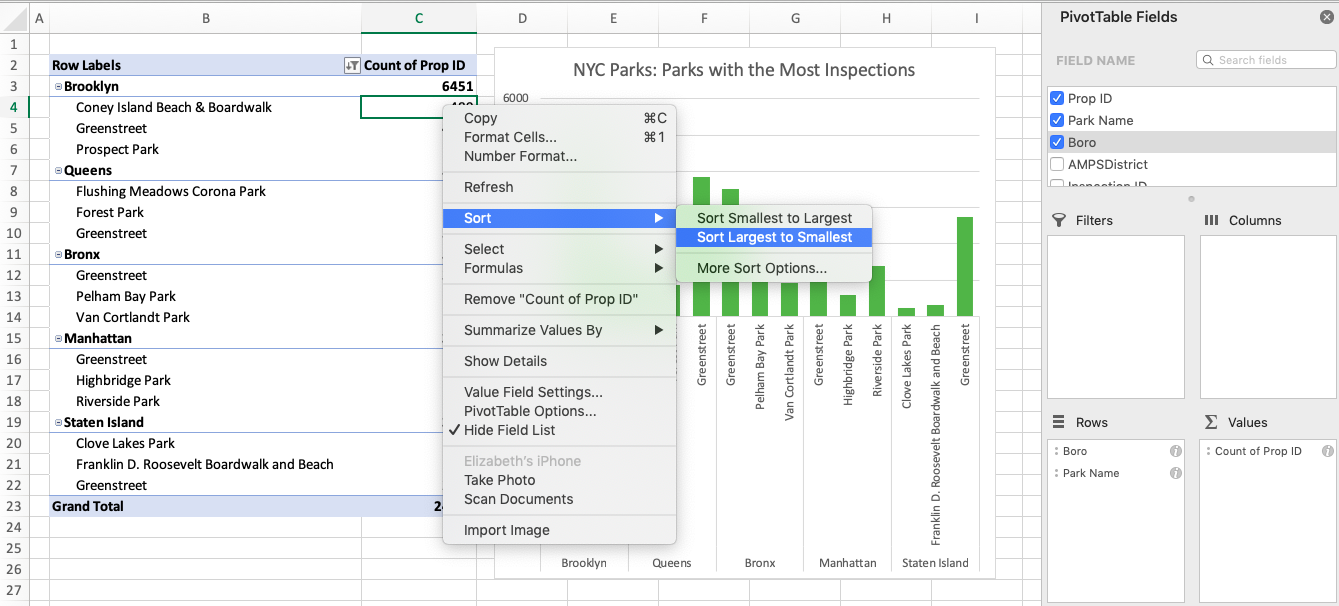 A B C D E F G H I
1
2 Row Labels Count of Prop ID
3 Brooklyn 6451
4 Coney Island Beach & Boardwalk
5 Greenstreet
6 Prospect Park
7 Queens
8 Flushing Meadows Corona Park
9 Forest Park
10 Greenstreet
11 Bronx
12 Greenstreet
13 Pelham Bay Park
14 Van Cortlandt Park
15 Manhattan
16 Greenstreet
17 Highbridge Park
18 Riverside Park
19 Staten Island
20 Clove Lakes Park
21 Franklin D. Roosevelt Boardwalk and Beach
22 Greenstreet
23 Grand Total
24
25
26
27
Copy ⌘C
Format Cells... ⌘1
Number Format...
Refresh
Sort
Select
Formulas
Remove "Count of Prop ID"
Summarize Values By
Show Details
Value Field Settings...
PivotTable Options...
✓ Hide Field List
Elizabeth's iPhone
Take Photo
Scan Documents
Import Image
Sort Smallest to Largest
Sort Largest to Smallest
More Sort Options...
NYC Parks: Parks with the Most Inspections
6000
Greenstreet
Greenstreet
Pelham Bay Park
Van Cortlandt Park
Greenstreet
Highbridge Park
Riverside Park
Clove Lakes Park
Franklin D. Roosevelt Boardwalk and Beach
Greenstreet
Brooklyn Queens Bronx Manhattan Staten Island
PivotTable Fields
FIELD NAME Search fields
Prop ID
Park Name
Boro
AMPSDistrict
Inspection ID
Filters Columns
Rows Values
Boro Count of Prop ID
Park Name